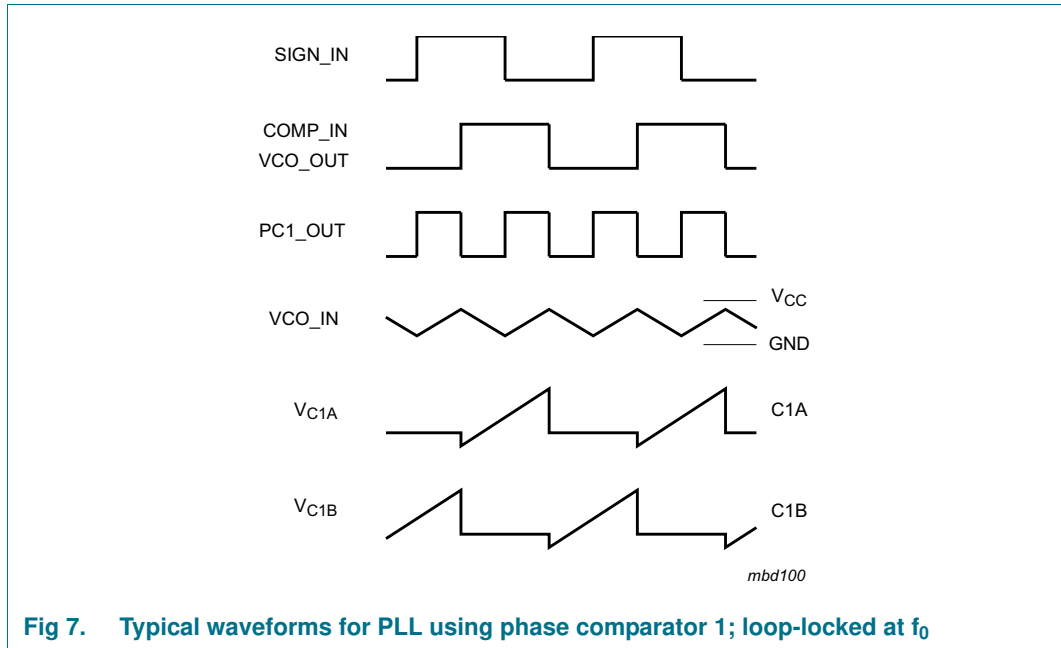 SIGN_IN
COMP_IN
VCO_OUT
PC1_OUT
VCO_IN
VCC
GND
VC1A
C1A
VC1B
C1B
mbd100
Fig 7. Typical waveforms for PLL using phase comparator 1; loop-locked at f0